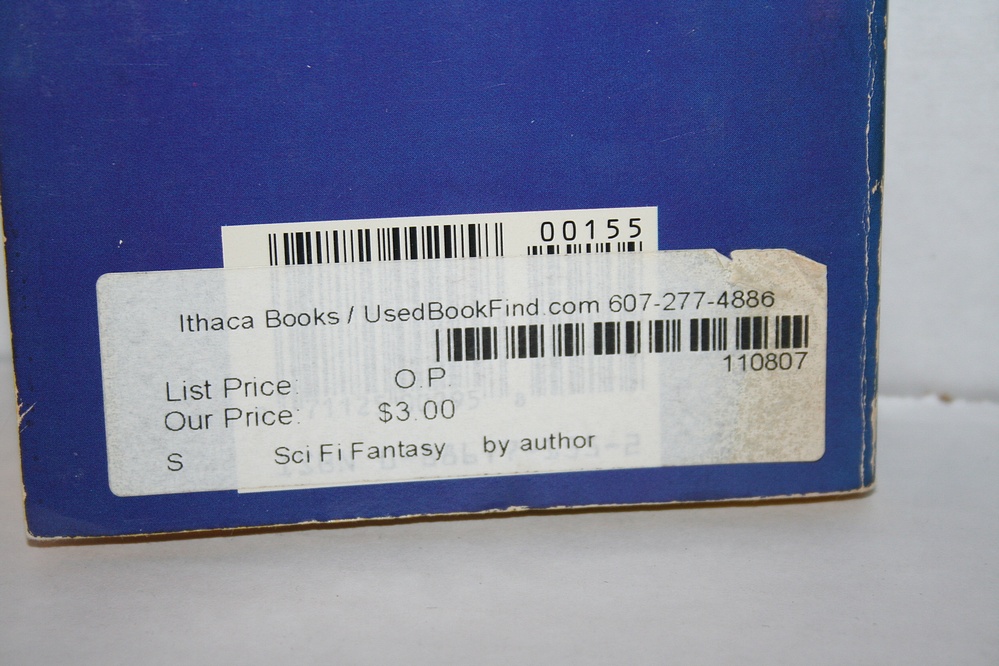 00155
Ithaca Books / UsedBookFind.com 607-277-4886
110807
List Price: O.P.
Our Price: $3.00
S Sci Fi Fantasy by author